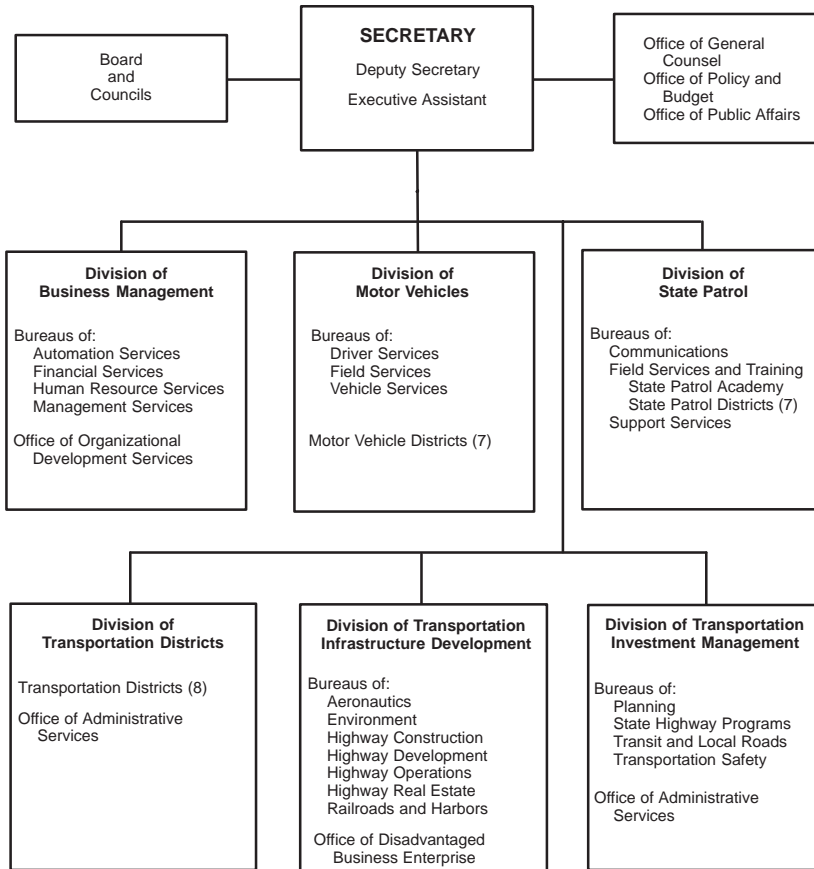 Board
and
Councils
SECRETARY
Deputy Secretary
Executive Assistant
Office of General
Counsel
Office of Policy and
Budget
Office of Public Affairs
Division of
Business Management
Bureaus of:
Automation Services
Financial Services
Human Resource Services
Management Services
Office of Organizational
Development Services
Division of
Motor Vehicles
Bureaus of:
Driver Services
Field Services
Vehicle Services
Motor Vehicle Districts (7)
Division of
State Patrol
Bureaus of:
Communications
Field Services and Training
State Patrol Academy
State Patrol Districts (7)
Support Services
Division of
Transportation Districts
Transportation Districts (8)
Office of Administrative
Services
Division of Transportation
Infrastructure Development
Bureaus of:
Aeronautics
Environment
Highway Construction
Highway Development
Highway Operations
Highway Real Estate
Railroads and Harbors
Office of Disadvantaged
Business Enterprise
Division of Transportation
Investment Management
Bureaus of:
Planning
State Highway Programs
Transit and Local Roads
Transportation Safety
Office of Administrative
Services